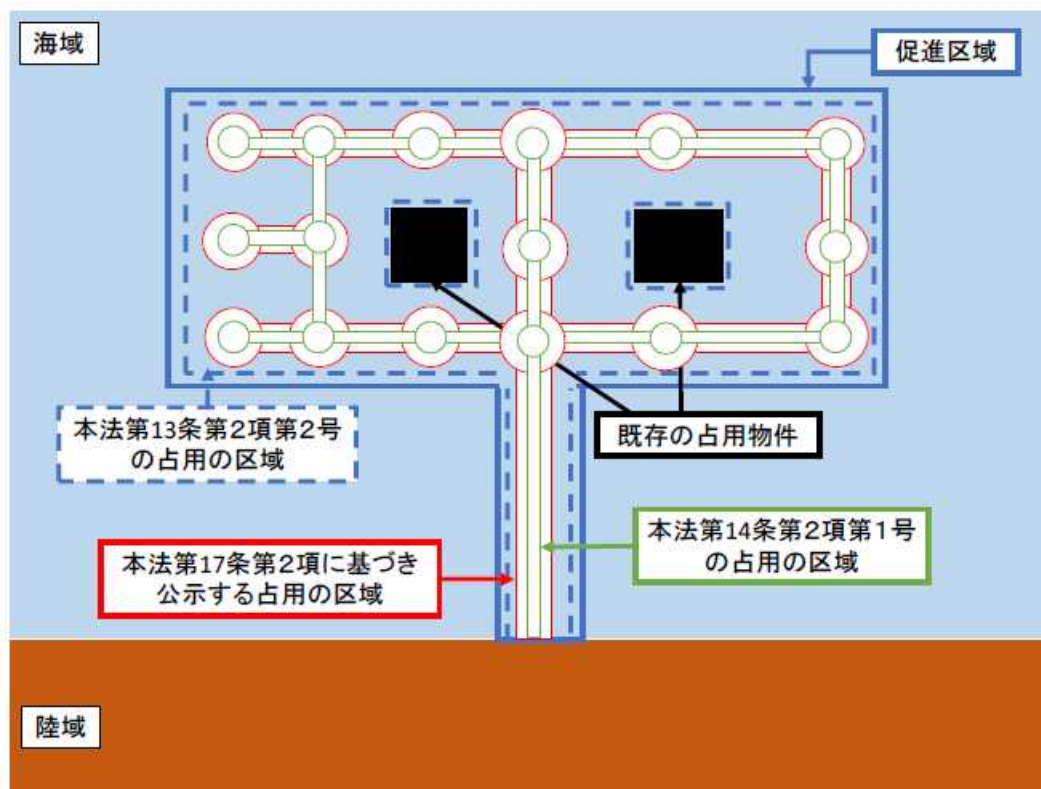 海域
促進区域
本法第13条第2項第2号
の占用の区域
既存の占用物件
本法第17条第2項に基づき
公示する占用の区域
本法第14条第2項第1号
の占用の区域
陸域